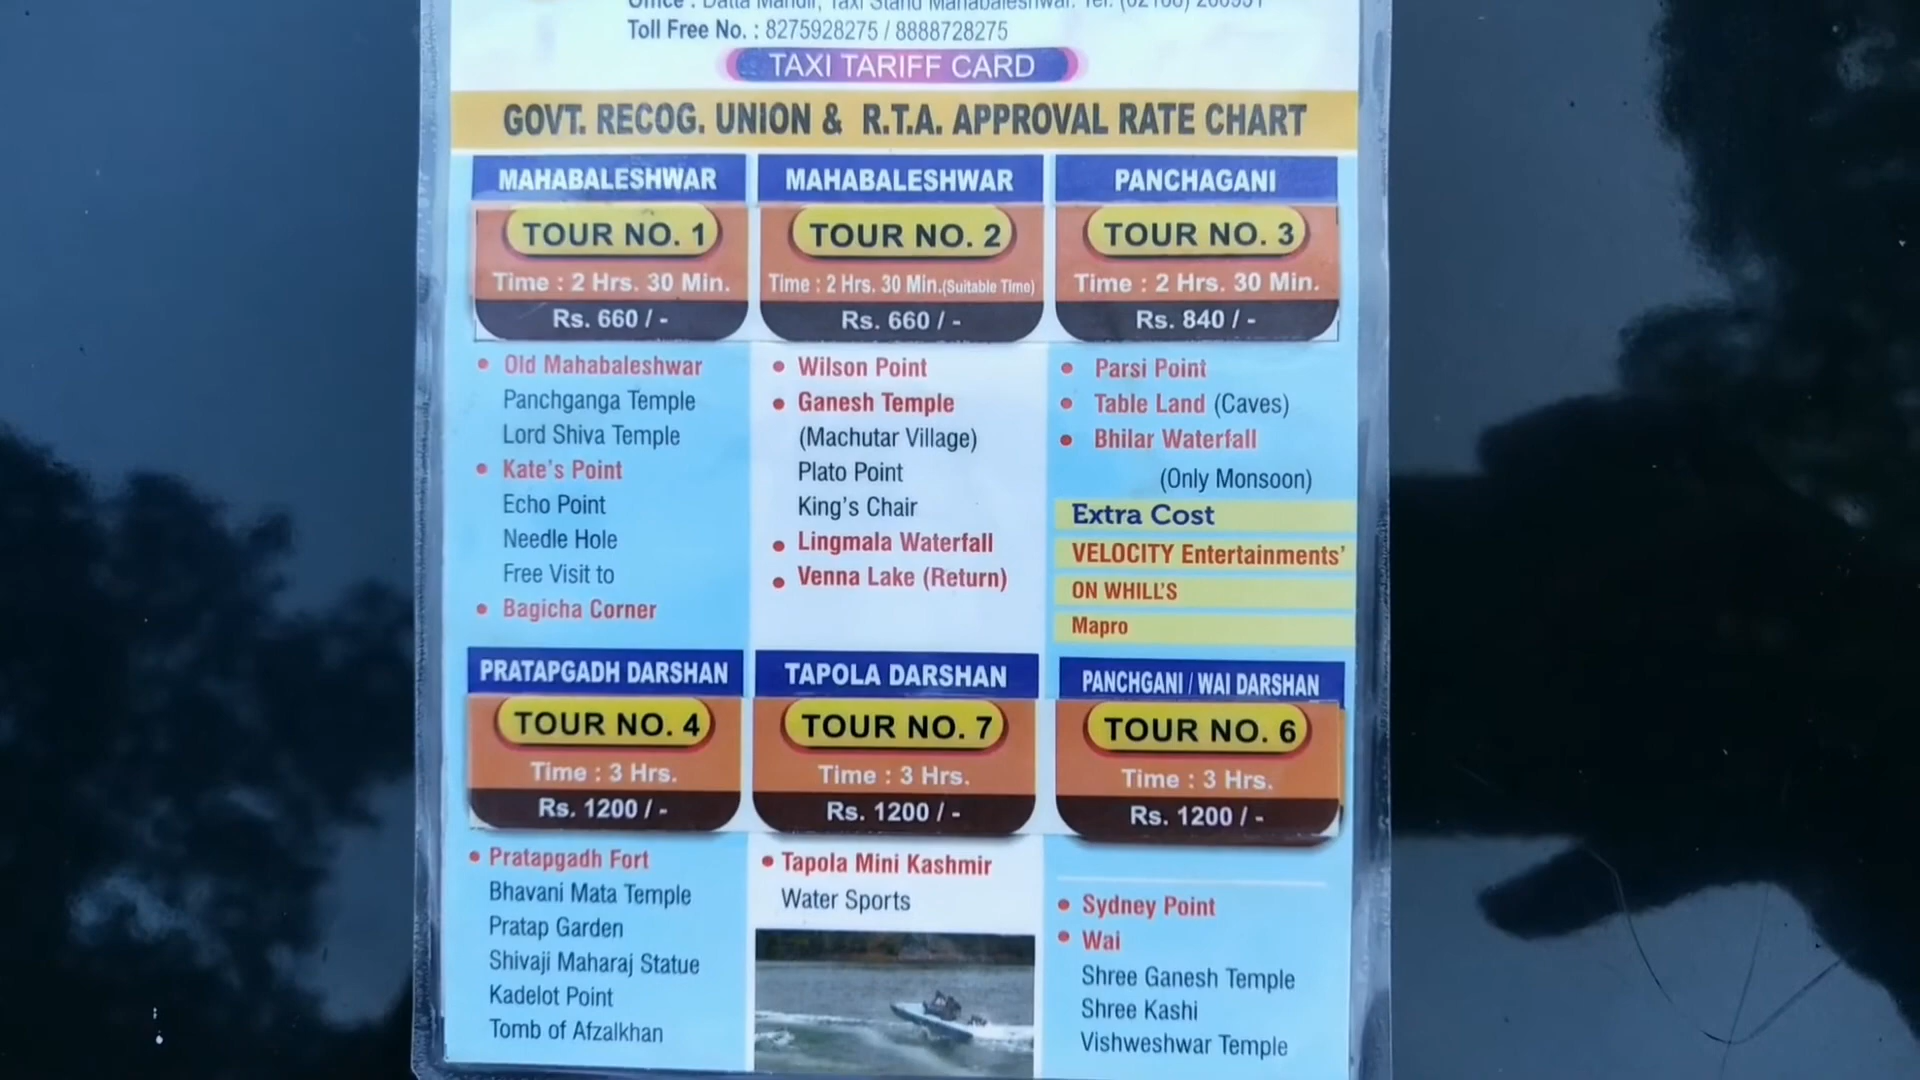 Office : Datta Mandir, Taxi Stand Mahabaleshwar. Tel.
Toll Free No. : 8275928275 / 8888728275
TAXI TARIFF CARD
GOVT. RECOG. UNION & R.T.A. APPROVAL RATE CHART
MAHABALESHWAR
TOUR NO. 1
Time : 2 Hrs. 30 Min.
Rs. 660 / -
• Old Mahabaleshwar
Panchganga Temple
Lord Shiva Temple
• Kate's Point
Echo Point
Needle Hole
Free Visit to
• Bagicha Corner
MAHABALESHWAR
TOUR NO. 2
Time : 2 Hrs. 30 Min.(Suitable Time)
Rs. 660 / -
• Wilson Point
• Ganesh Temple
(Machutar Village)
Plato Point
King's Chair
• Lingmala Waterfall
• Venna Lake (Return)
PANCHAGANI
TOUR NO. 3
Time : 2 Hrs. 30 Min.
Rs. 840 / -
• Parsi Point
• Table Land (Caves)
• Bhilar Waterfall
(Only Monsoon)
Extra Cost
VELOCITY Entertainments'
ON WHILL'S
Mapro
PRATAPGADH DARSHAN
TOUR NO. 4
Time : 3 Hrs.
Rs. 1200 / -
• Pratapgadh Fort
Bhavani Mata Temple
Pratap Garden
Shivaji Maharaj Statue
Kadelot Point
Tomb of Afzalkhan
TAPOLA DARSHAN
TOUR NO. 7
Time : 3 Hrs.
Rs. 1200 / -
• Tapola Mini Kashmir
Water Sports
PANCHGANI / WAI DARSHAN
TOUR NO. 6
Time : 3 Hrs.
Rs. 1200 / -
• Sydney Point
• Wai
Shree Ganesh Temple
Shree Kashi
Vishweshwar Temple